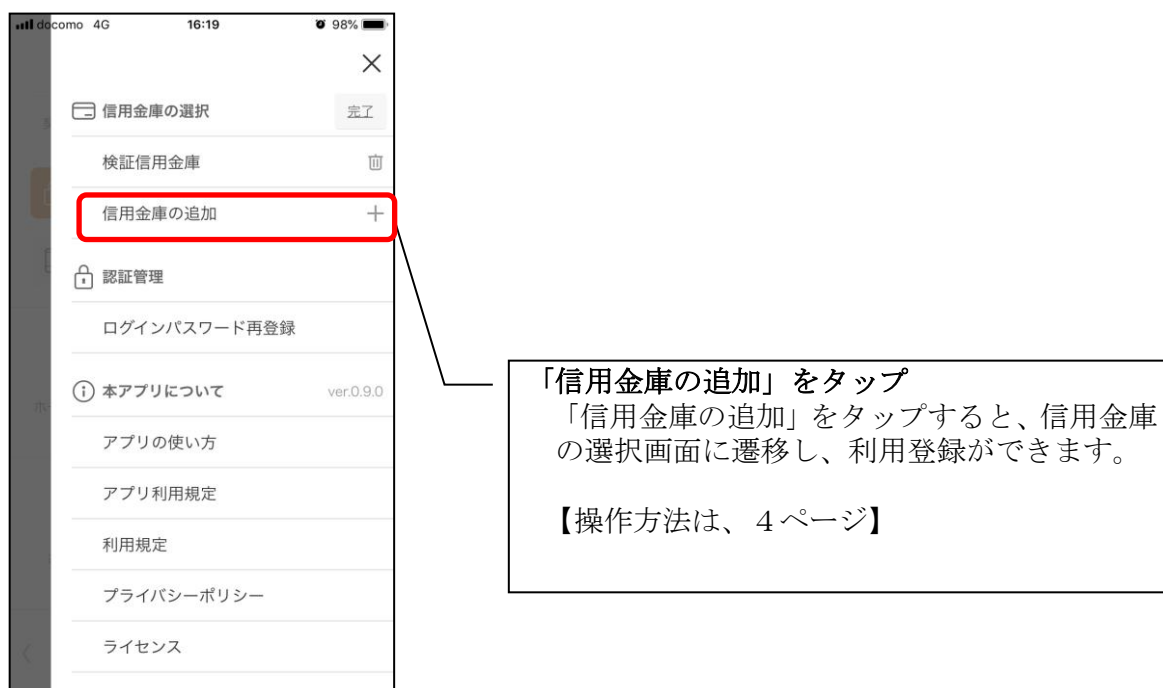 docomo 4G 16:19 98%
信用金庫の選択 完了
検証信用金庫
信用金庫の追加
認証管理
ログインパスワード再登録
本アプリについて ver.0.9.0
アプリの使い方
アプリ利用規定
利用規定
プライバシーポリシー
ライセンス
「信用金庫の追加」をタップ
「信用金庫の追加」をタップすると、信用金庫
の選択画面に遷移し、利用登録ができます。
【操作方法は、４ページ】